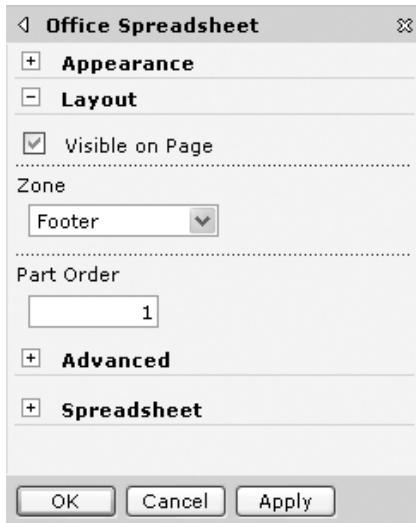 Office Spreadsheet
Appearance
Layout
Visible on Page
Zone
Footer
Part Order
1
Advanced
Spreadsheet
OK Cancel Apply